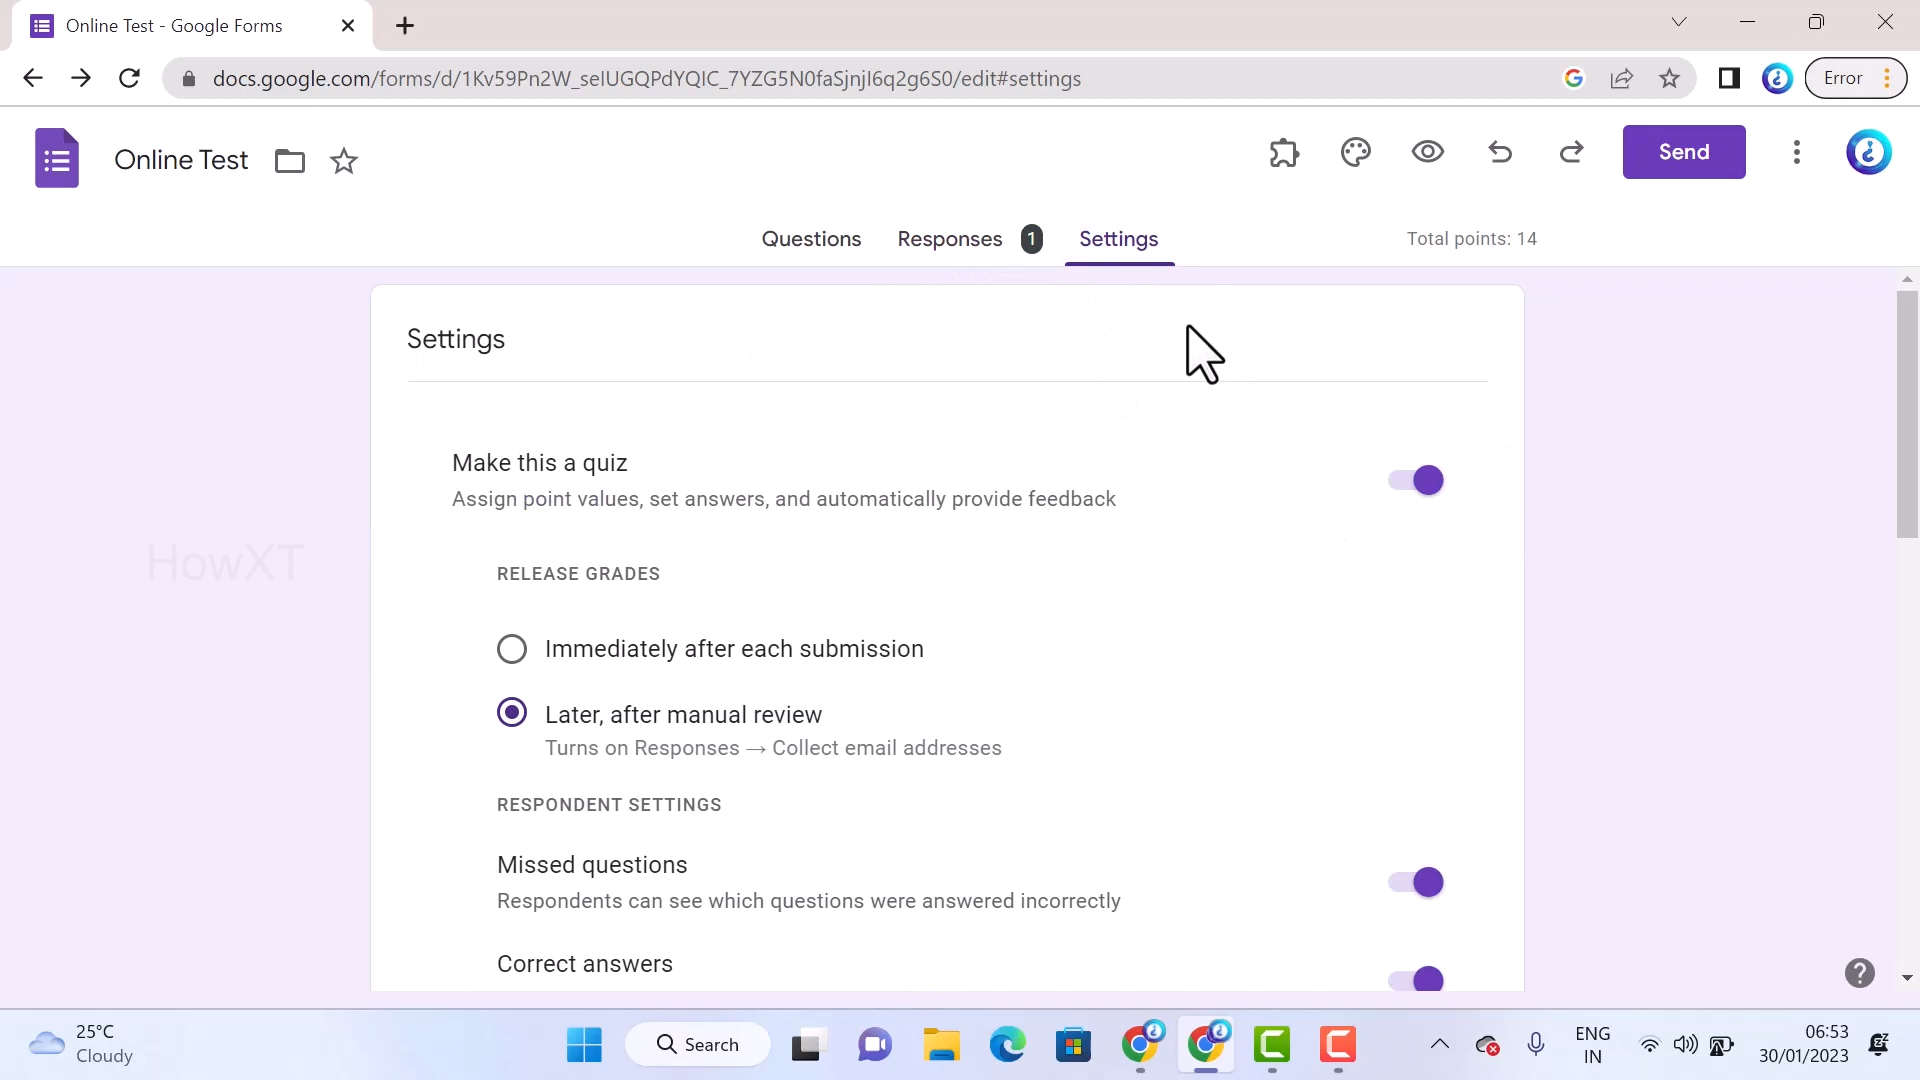 Online Test - Google Forms
docs.google.com/forms/d/1Kv59Pn2W_selUGQPdYQIC_7YZG5N0faSjnjl6q2g6S0/edit#settings
Error
Online Test
Send
Questions
Responses 1
Settings
Total points: 14
Settings
Make this a quiz
Assign point values, set answers, and automatically provide feedback
HowXT
RELEASE GRADES
Immediately after each submission
Later, after manual review
Turns on Responses → Collect email addresses
RESPONDENT SETTINGS
Missed questions
Respondents can see which questions were answered incorrectly
Correct answers
25°C
Cloudy
Search
ENG
IN
06:53
30/01/2023